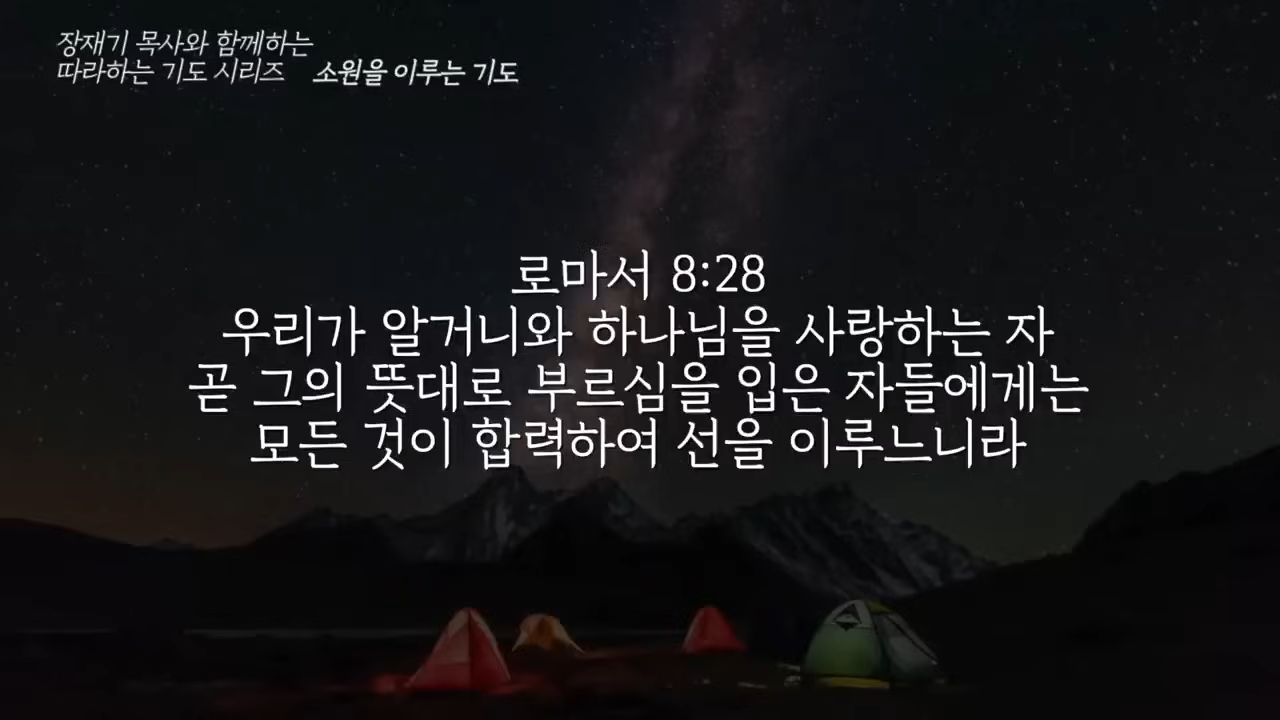 장재기 목사와 함께하는
따라하는 기도 시리즈 소원을 이루는 기도
로마서 8:28
우리가 알거니와 하나님을 사랑하는 자
곧 그의 뜻대로 부르심을 입은 자들에게는
모든 것이 합력하여 선을 이루느니라